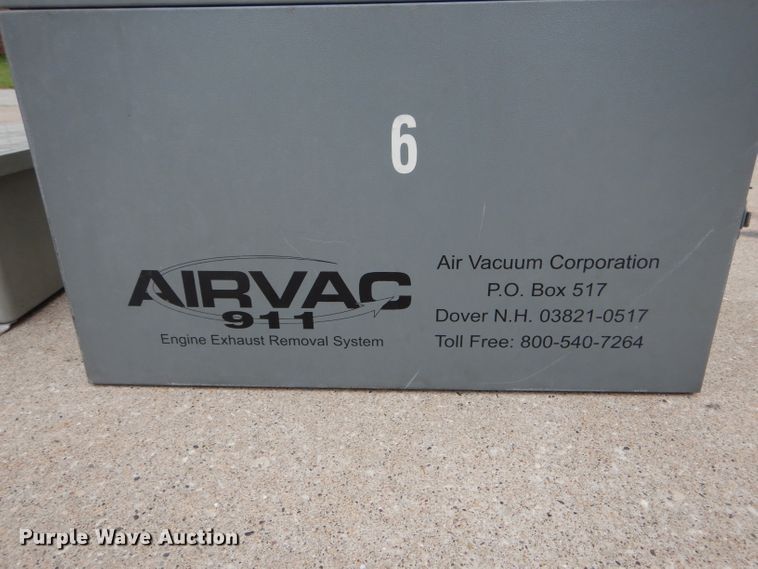 6
AIRVAC
911
Engine Exhaust Removal System
Air Vacuum Corporation
P.O. Box 517
Dover N.H. 03821-0517
Toll Free: 800-540-7264
Purple Wave Auction